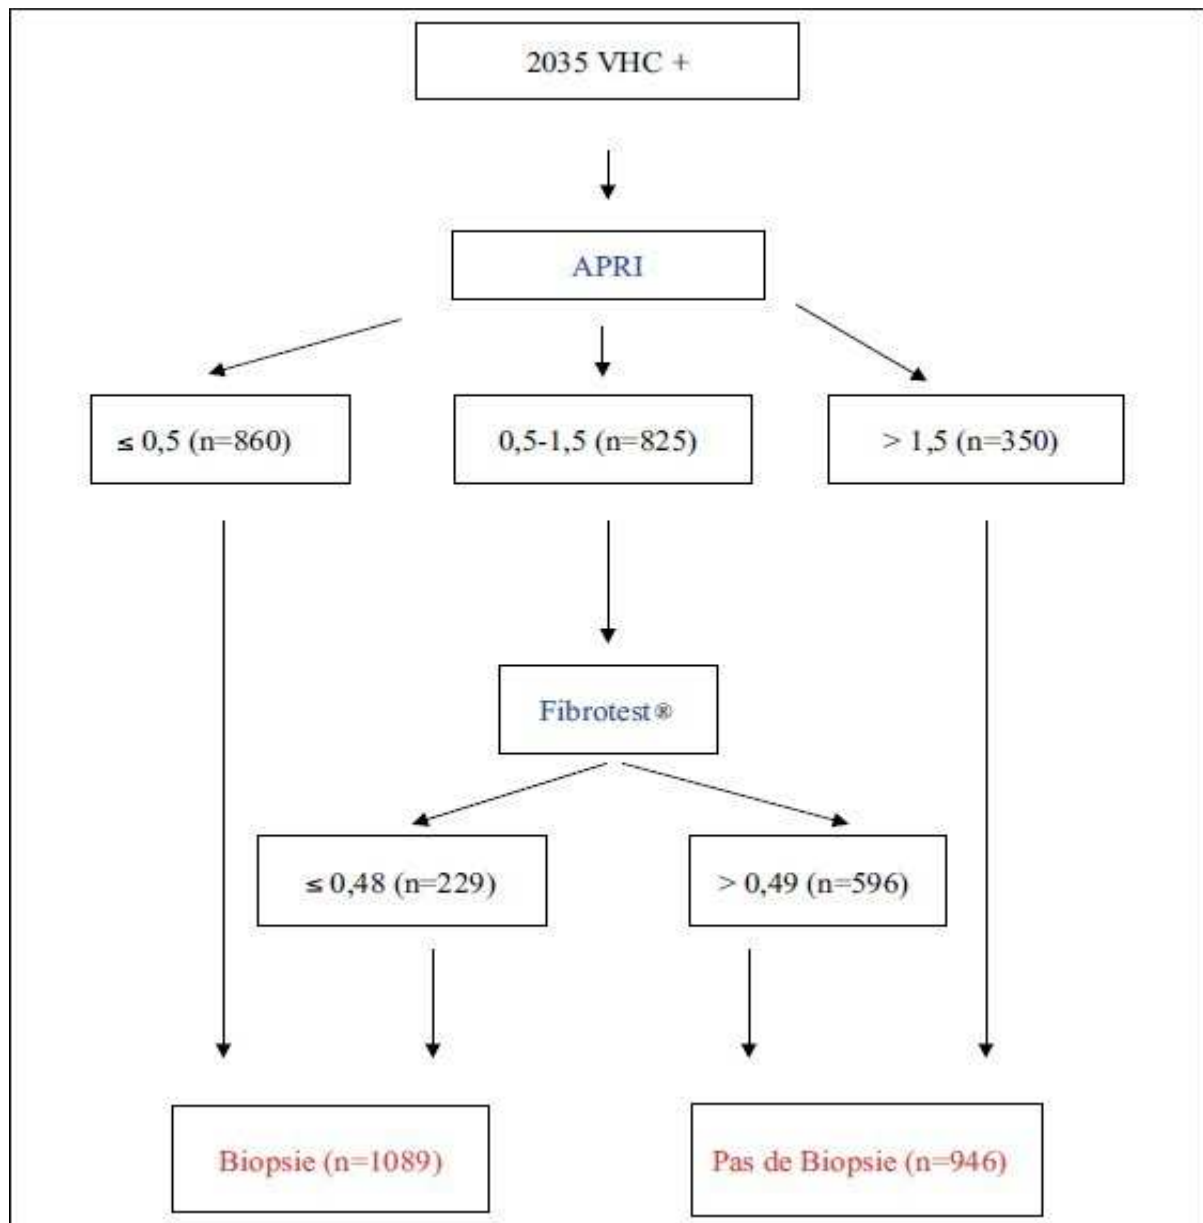 2035 VHC +
APRI
≤ 0,5 (n=860)
0,5-1,5 (n=825)
> 1,5 (n=350)
Fibrotest®
≤ 0,48 (n=229)
> 0,49 (n=596)
Biopsie (n=1089)
Pas de Biopsie (n=946)